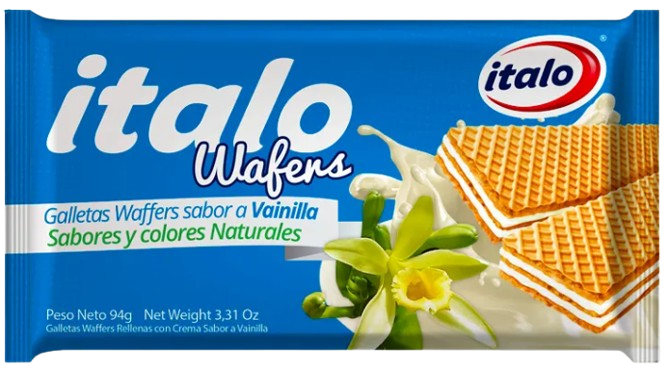 italo
®
italo
Wafers
Galletas Waffers sabor a Vainilla
Sabores y colores Naturales
Peso Neto 94g Net Weight 3,31 Oz
Galletas Waffers Rellenas con Crema Sabor a Vainilla